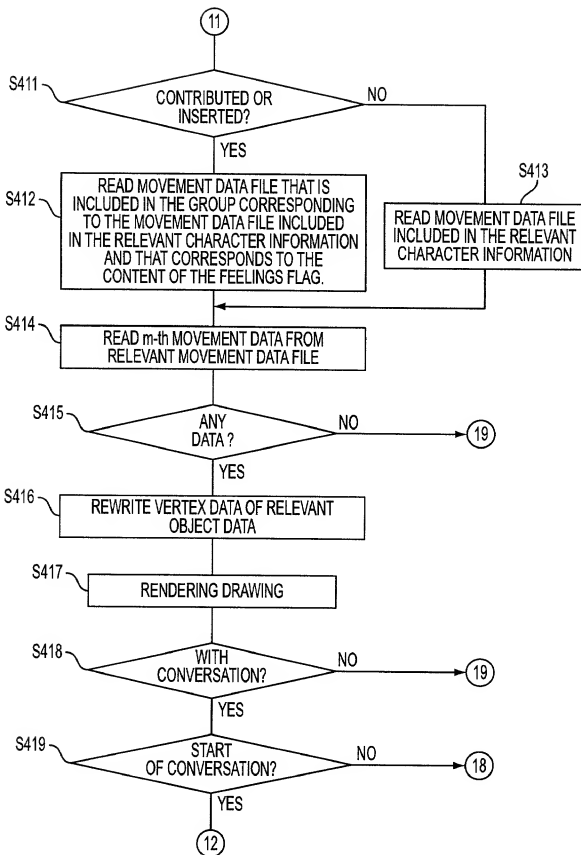 11
S411
CONTRIBUTED OR
INSERTED?
NO
YES
S412
READ MOVEMENT DATA FILE THAT IS
INCLUDED IN THE GROUP CORRESPONDING
TO THE MOVEMENT DATA FILE INCLUDED
IN THE RELEVANT CHARACTER INFORMATION
AND THAT CORRESPONDS TO THE
CONTENT OF THE FEELINGS FLAG.
S413
READ MOVEMENT DATA FILE
INCLUDED IN THE RELEVANT
CHARACTER INFORMATION
S414
READ m-th MOVEMENT DATA FROM
RELEVANT MOVEMENT DATA FILE
S415
ANY
DATA ?
NO
19
YES
S416
REWRITE VERTEX DATA OF RELEVANT
OBJECT DATA
S417
RENDERING DRAWING
S418
WITH
CONVERSATION?
NO
19
YES
S419
START
OF CONVERSATION?
NO
18
YES
12